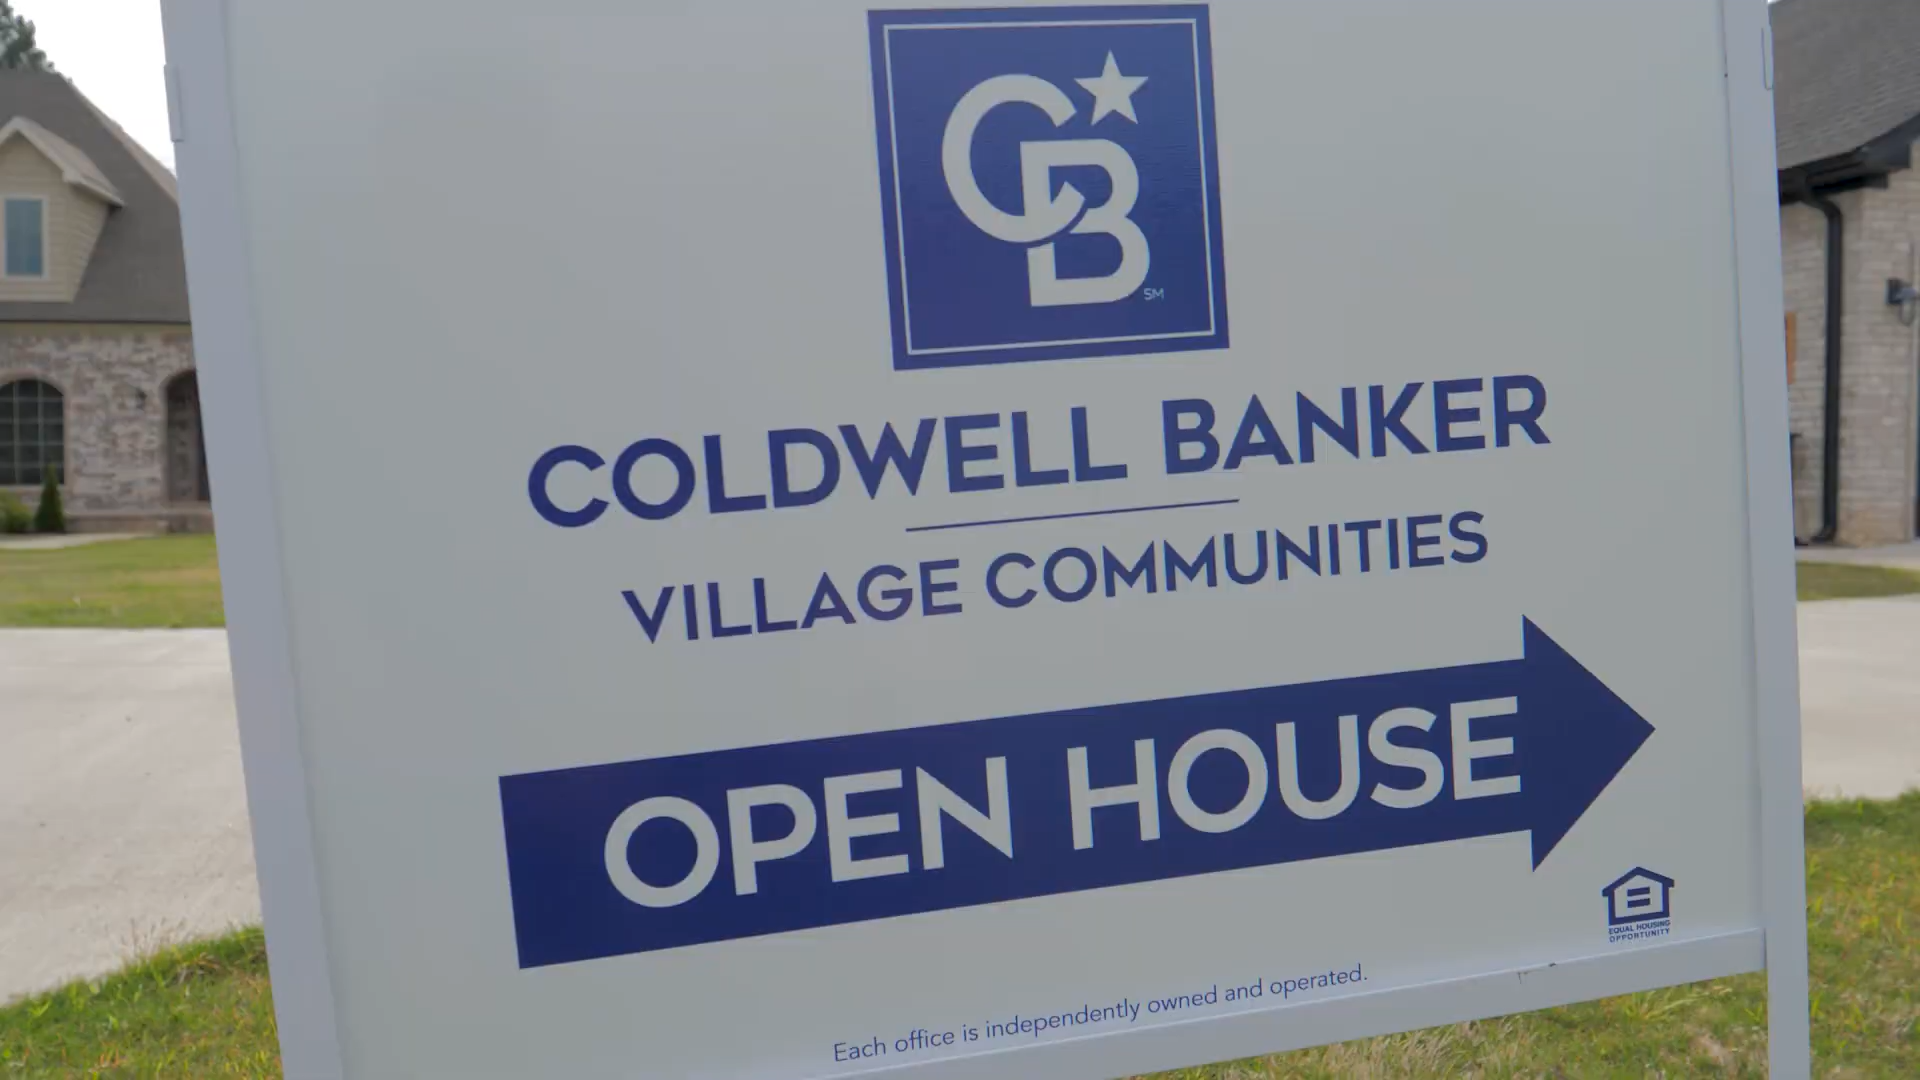 CB
SM
COLDWELL BANKER
VILLAGE COMMUNITIES
OPEN HOUSE
EQUAL HOUSING
OPPORTUNITY
Each office is independently owned and operated.